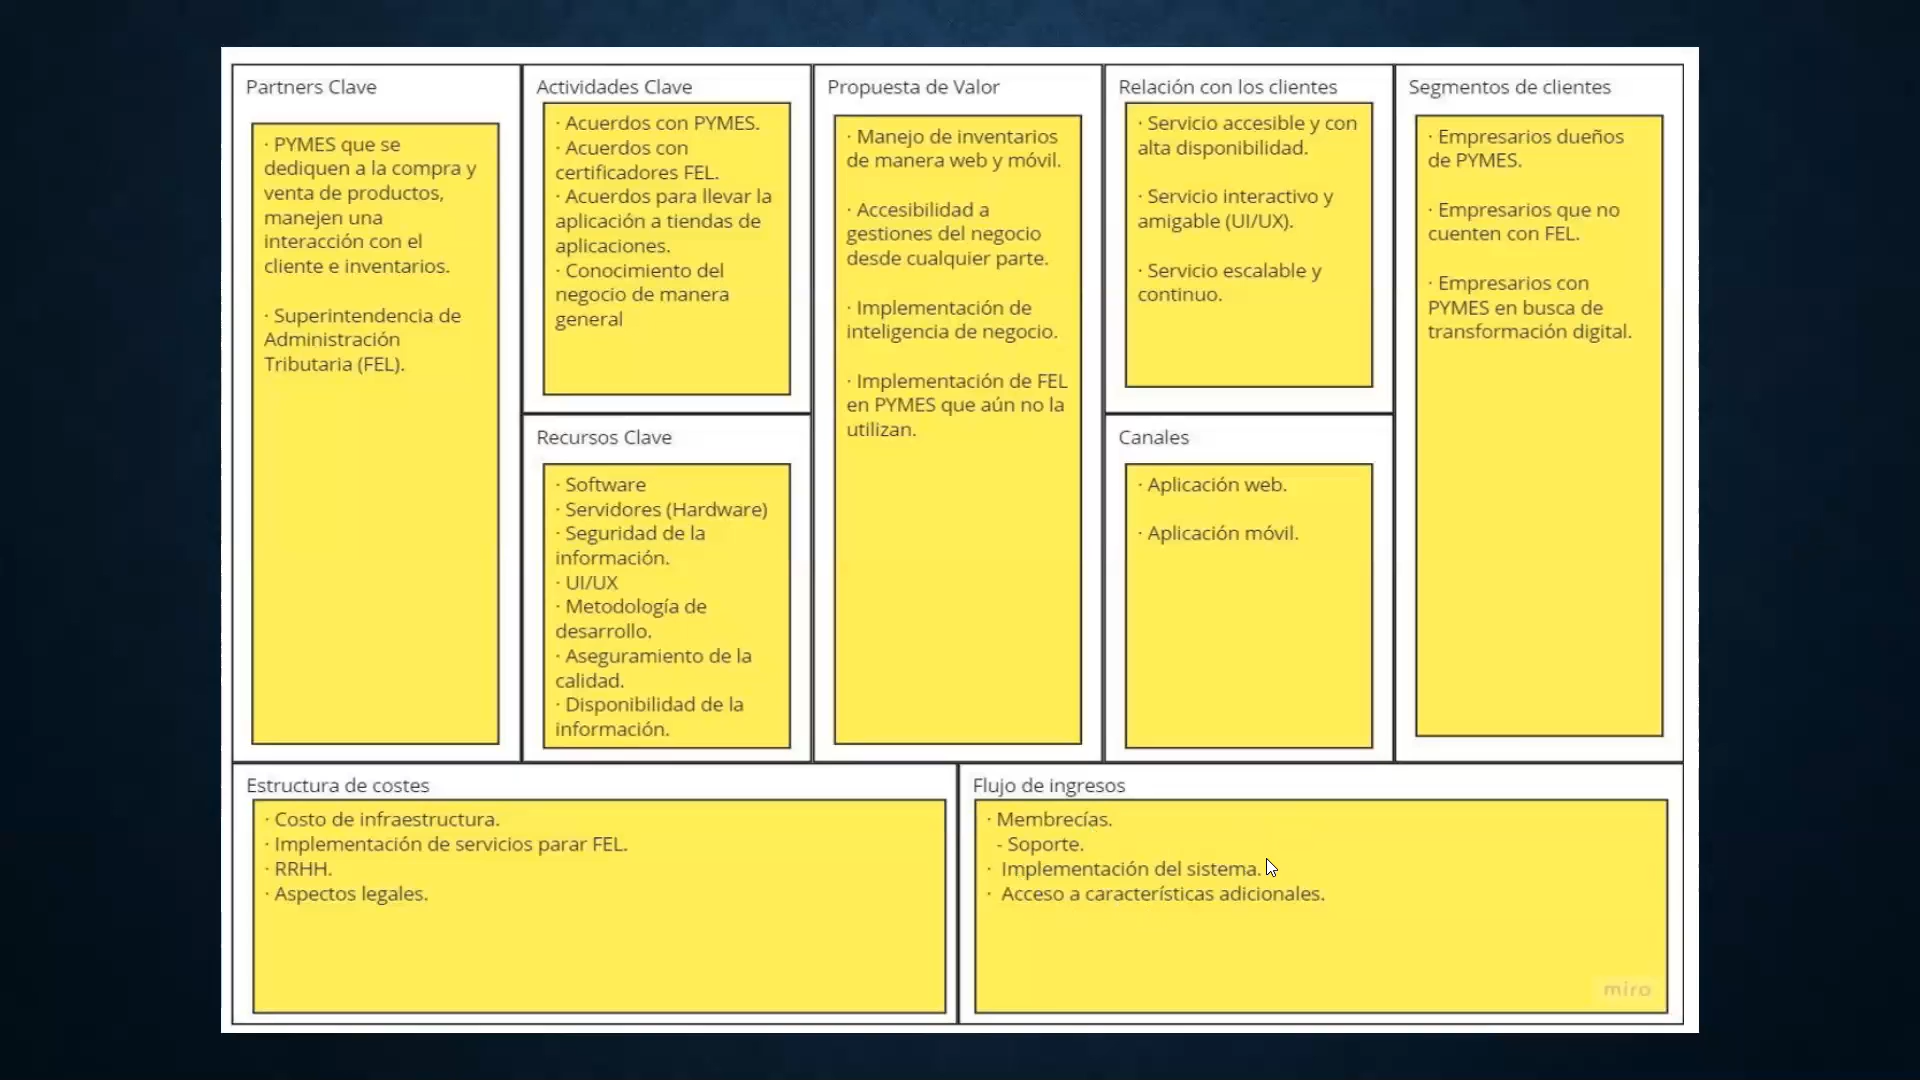 Partners Clave
· PYMES que se
dediquen a la compra y
venta de productos,
manejen una
interacción con el
cliente e inventarios.
· Superintendencia de
Administración
Tributaria (FEL).
Actividades Clave
· Acuerdos con PYMES.
· Acuerdos con
certificadores FEL.
· Acuerdos para llevar la
aplicación a tiendas de
aplicaciones.
· Conocimiento del
negocio de manera
general
Recursos Clave
· Software
· Servidores (Hardware)
· Seguridad de la
información.
· UI/UX
· Metodología de
desarrollo.
· Aseguramiento de la
calidad.
· Disponibilidad de la
información.
Propuesta de Valor
· Manejo de inventarios
de manera web y móvil.
· Accesibilidad a
gestiones del negocio
desde cualquier parte.
· Implementación de
inteligencia de negocio.
· Implementación de FEL
en PYMES que aún no la
utilizan.
Relación con los clientes
· Servicio accesible y con
alta disponibilidad.
· Servicio interactivo y
amigable (UI/UX).
· Servicio escalable y
continuo.
Canales
· Aplicación web.
· Aplicación móvil.
Segmentos de clientes
· Empresarios dueños
de PYMES.
· Empresarios que no
cuenten con FEL.
· Empresarios con
PYMES en busca de
transformación digital.
Estructura de costes
· Costo de infraestructura.
· Implementación de servicios parar FEL.
· RRHH.
· Aspectos legales.
Flujo de ingresos
· Membrecías.
- Soporte.
· Implementación del sistema.
· Acceso a características adicionales.
miro